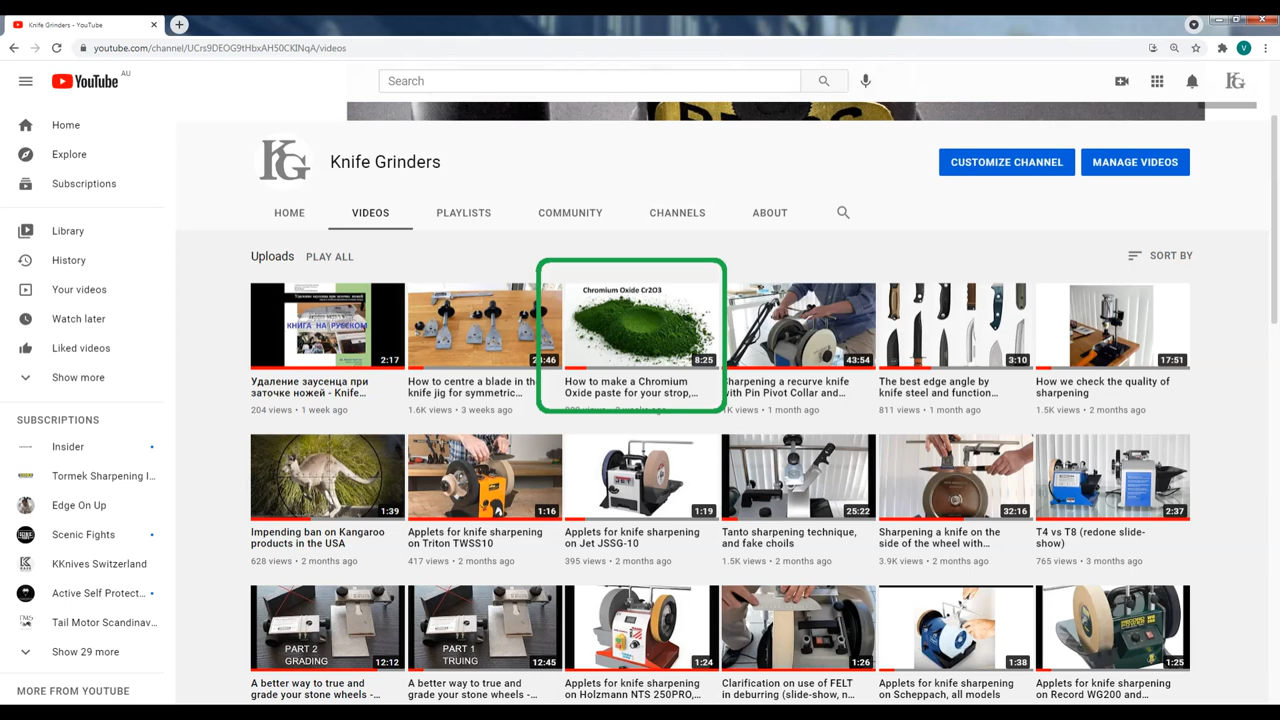 Knife Grinders - YouTube
youtube.com/channel/UCrs9DEOG9tHbxAH50CKINqA/videos
V
YouTube AU
Search
KG
Home
Explore
Subscriptions
Library
History
Your videos
Watch later
Liked videos
Show more
SUBSCRIPTIONS
Insider
Tormek Sharpening I...
Edge On Up
Scenic Fights
KKnives Switzerland
Active Self Protect...
Tail Motor Scandinav...
Show 29 more
MORE FROM YOUTUBE
KG
Knife Grinders
CUSTOMIZE CHANNEL
MANAGE VIDEOS
HOME
VIDEOS
PLAYLISTS
COMMUNITY
CHANNELS
ABOUT
Uploads
PLAY ALL
SORT BY
Удаление заусенца при заточке ножей
КНИГА НА РУССКОМ
2:17
Удаление заусенца при
заточке ножей - Knife...
204 views • 1 week ago
:46
How to centre a blade in th
knife jig for symmetric...
1.6K views • 3 weeks ago
Chromium Oxide Cr2O3
8:25
How to make a Chromium
Oxide paste for your strop,...
43:54
Sharpening a recurve knife
with Pin Pivot Collar and...
1K views • 1 month ago
3:10
The best edge angle by
knife steel and function...
811 views • 1 month ago
17:51
How we check the quality of
sharpening
1.5K views • 2 months ago
1:39
Impending ban on Kangaroo
products in the USA
628 views • 2 months ago
1:16
Applets for knife sharpening
on Triton TWSS10
417 views • 2 months ago
JET
1:19
Applets for knife sharpening
on Jet JSSG-10
395 views • 2 months ago
25:22
Tanto sharpening technique,
and fake choils
1.5K views • 2 months ago
32:16
Sharpening a knife on the
side of the wheel with...
3.9K views • 2 months ago
2:37
T4 vs T8 (redone slide-
show)
765 views • 3 months ago
PART 2
GRADING
12:12
A better way to true and
grade your stone wheels -...
PART 1
TRUING
12:45
A better way to true and
grade your stone wheels -...
1:24
Applets for knife sharpening
on Holzmann NTS 250PRO,...
1:26
Clarification on use of FELT
in deburring (slide-show, n...
1:38
Applets for knife sharpening
on Scheppach, all models
1:25
Applets for knife sharpening
on Record WG200 and...